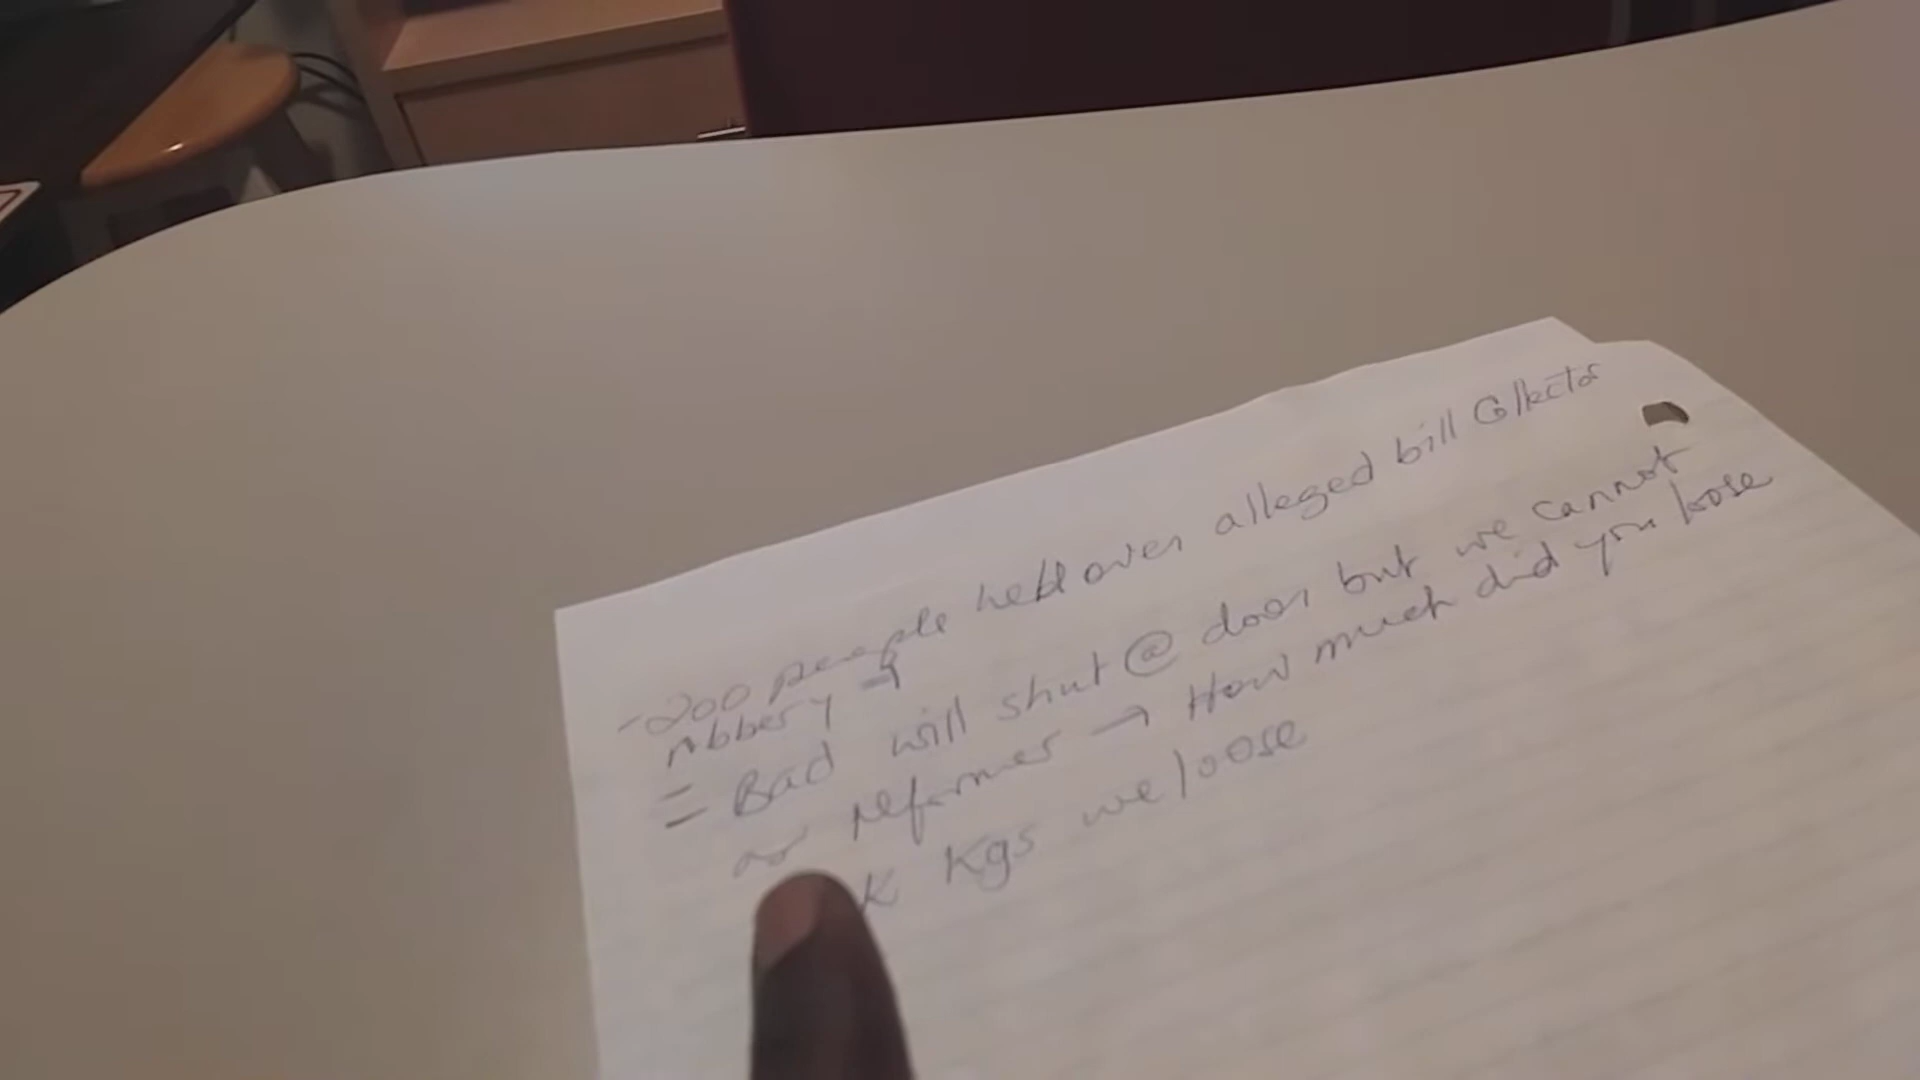 -200 people held over alleged bill Collector
robbery →
= Bad will shut @ door but we cannot
reformer → How much did you loose
K Kgs we loose